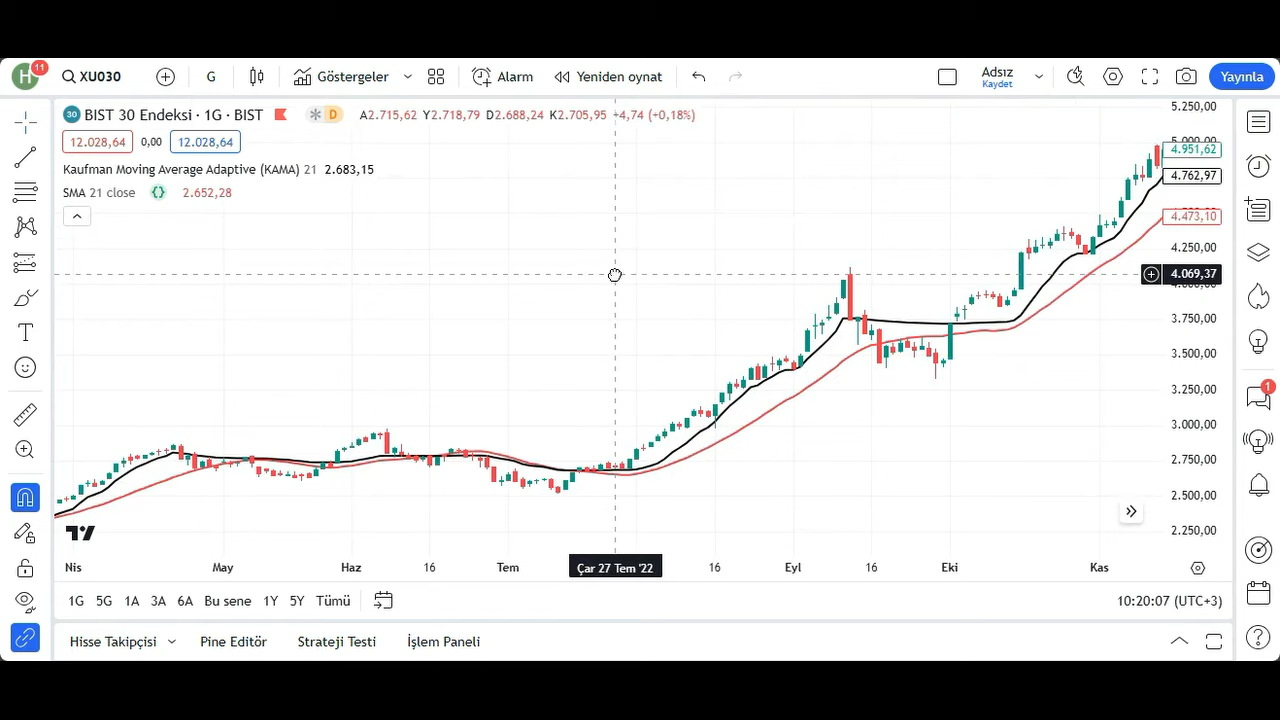 H 11 XU030 G Göstergeler Alarm Yeniden oynat Adsız Kaydet Yayınla
30 BIST 30 Endeksi · 1G · BIST D A2.715,62 Y2.718,79 D2.688,24 K2.705,95 +4,74 (+0,18%)
12.028,64 0,00 12.028,64
Kaufman Moving Average Adaptive (KAMA) 21 2.683,15
SMA 21 close {} 2.652,28
5.250,00
4.951,62
4.762,97
4.473,10
4.250,00
4.069,37
3.750,00
3.500,00
3.250,00
3.000,00
2.750,00
2.500,00
2.250,00
1
Nis May Haz 16 Tem Çar 27 Tem '22 16 Eyl 16 Eki Kas
1G 5G 1A 3A 6A Bu sene 1Y 5Y Tümü 10:20:07 (UTC+3)
Hisse Takipçisi Pine Editör Strateji Testi İşlem Paneli